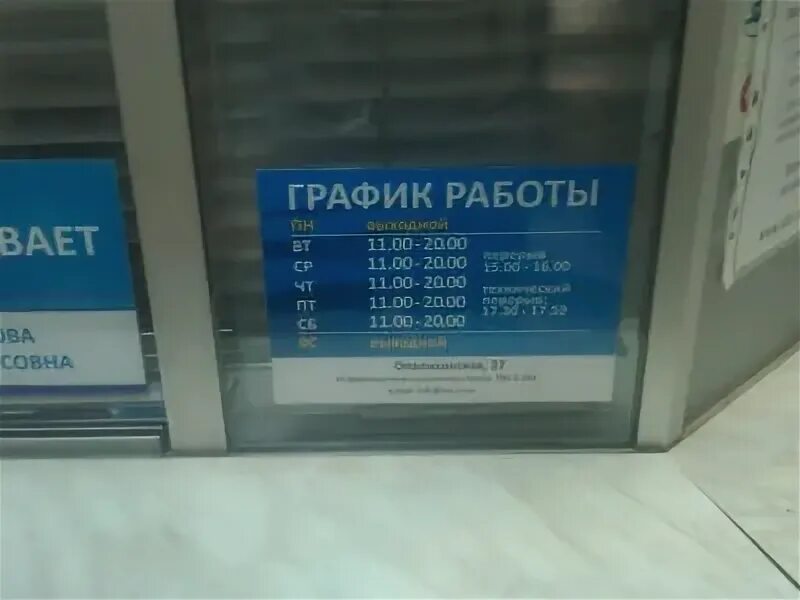 ВАЕТ
ОВА
СОВНА
ГРАФИК РАБОТЫ
ПН выходной
ВТ 11.00-20.00
СР 11.00-20.00
ЧТ 11.00-20.00
ПТ 11.00-20.00
СБ 11.00-20.00
ВС выходной
перерыв
15:00 - 16:00
технический
перерыв:
37